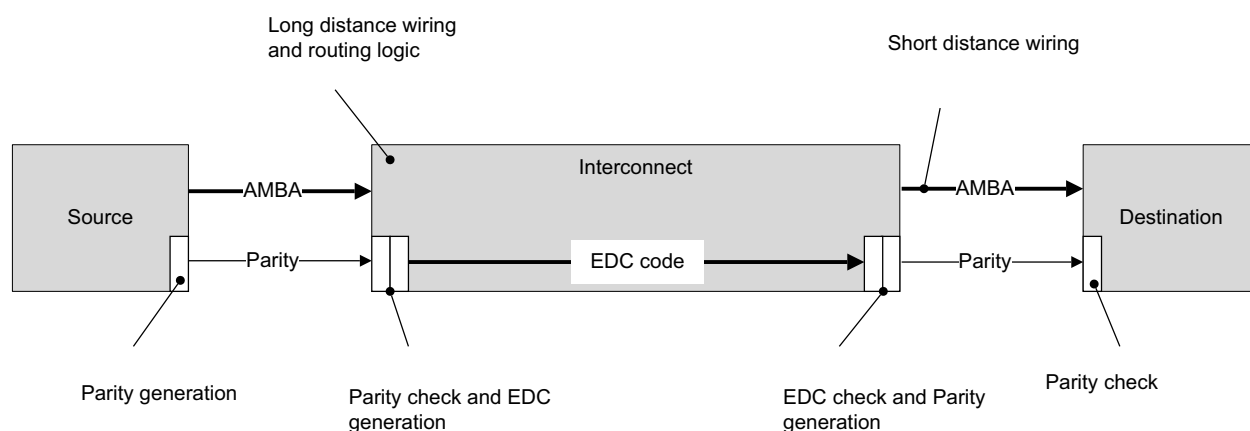 Long distance wiring
and routing logic
Short distance wiring
Interconnect
AMBA
AMBA
Source
Destination
Parity
EDC code
Parity
Parity generation
Parity check and EDC
generation
EDC check and Parity
generation
Parity check